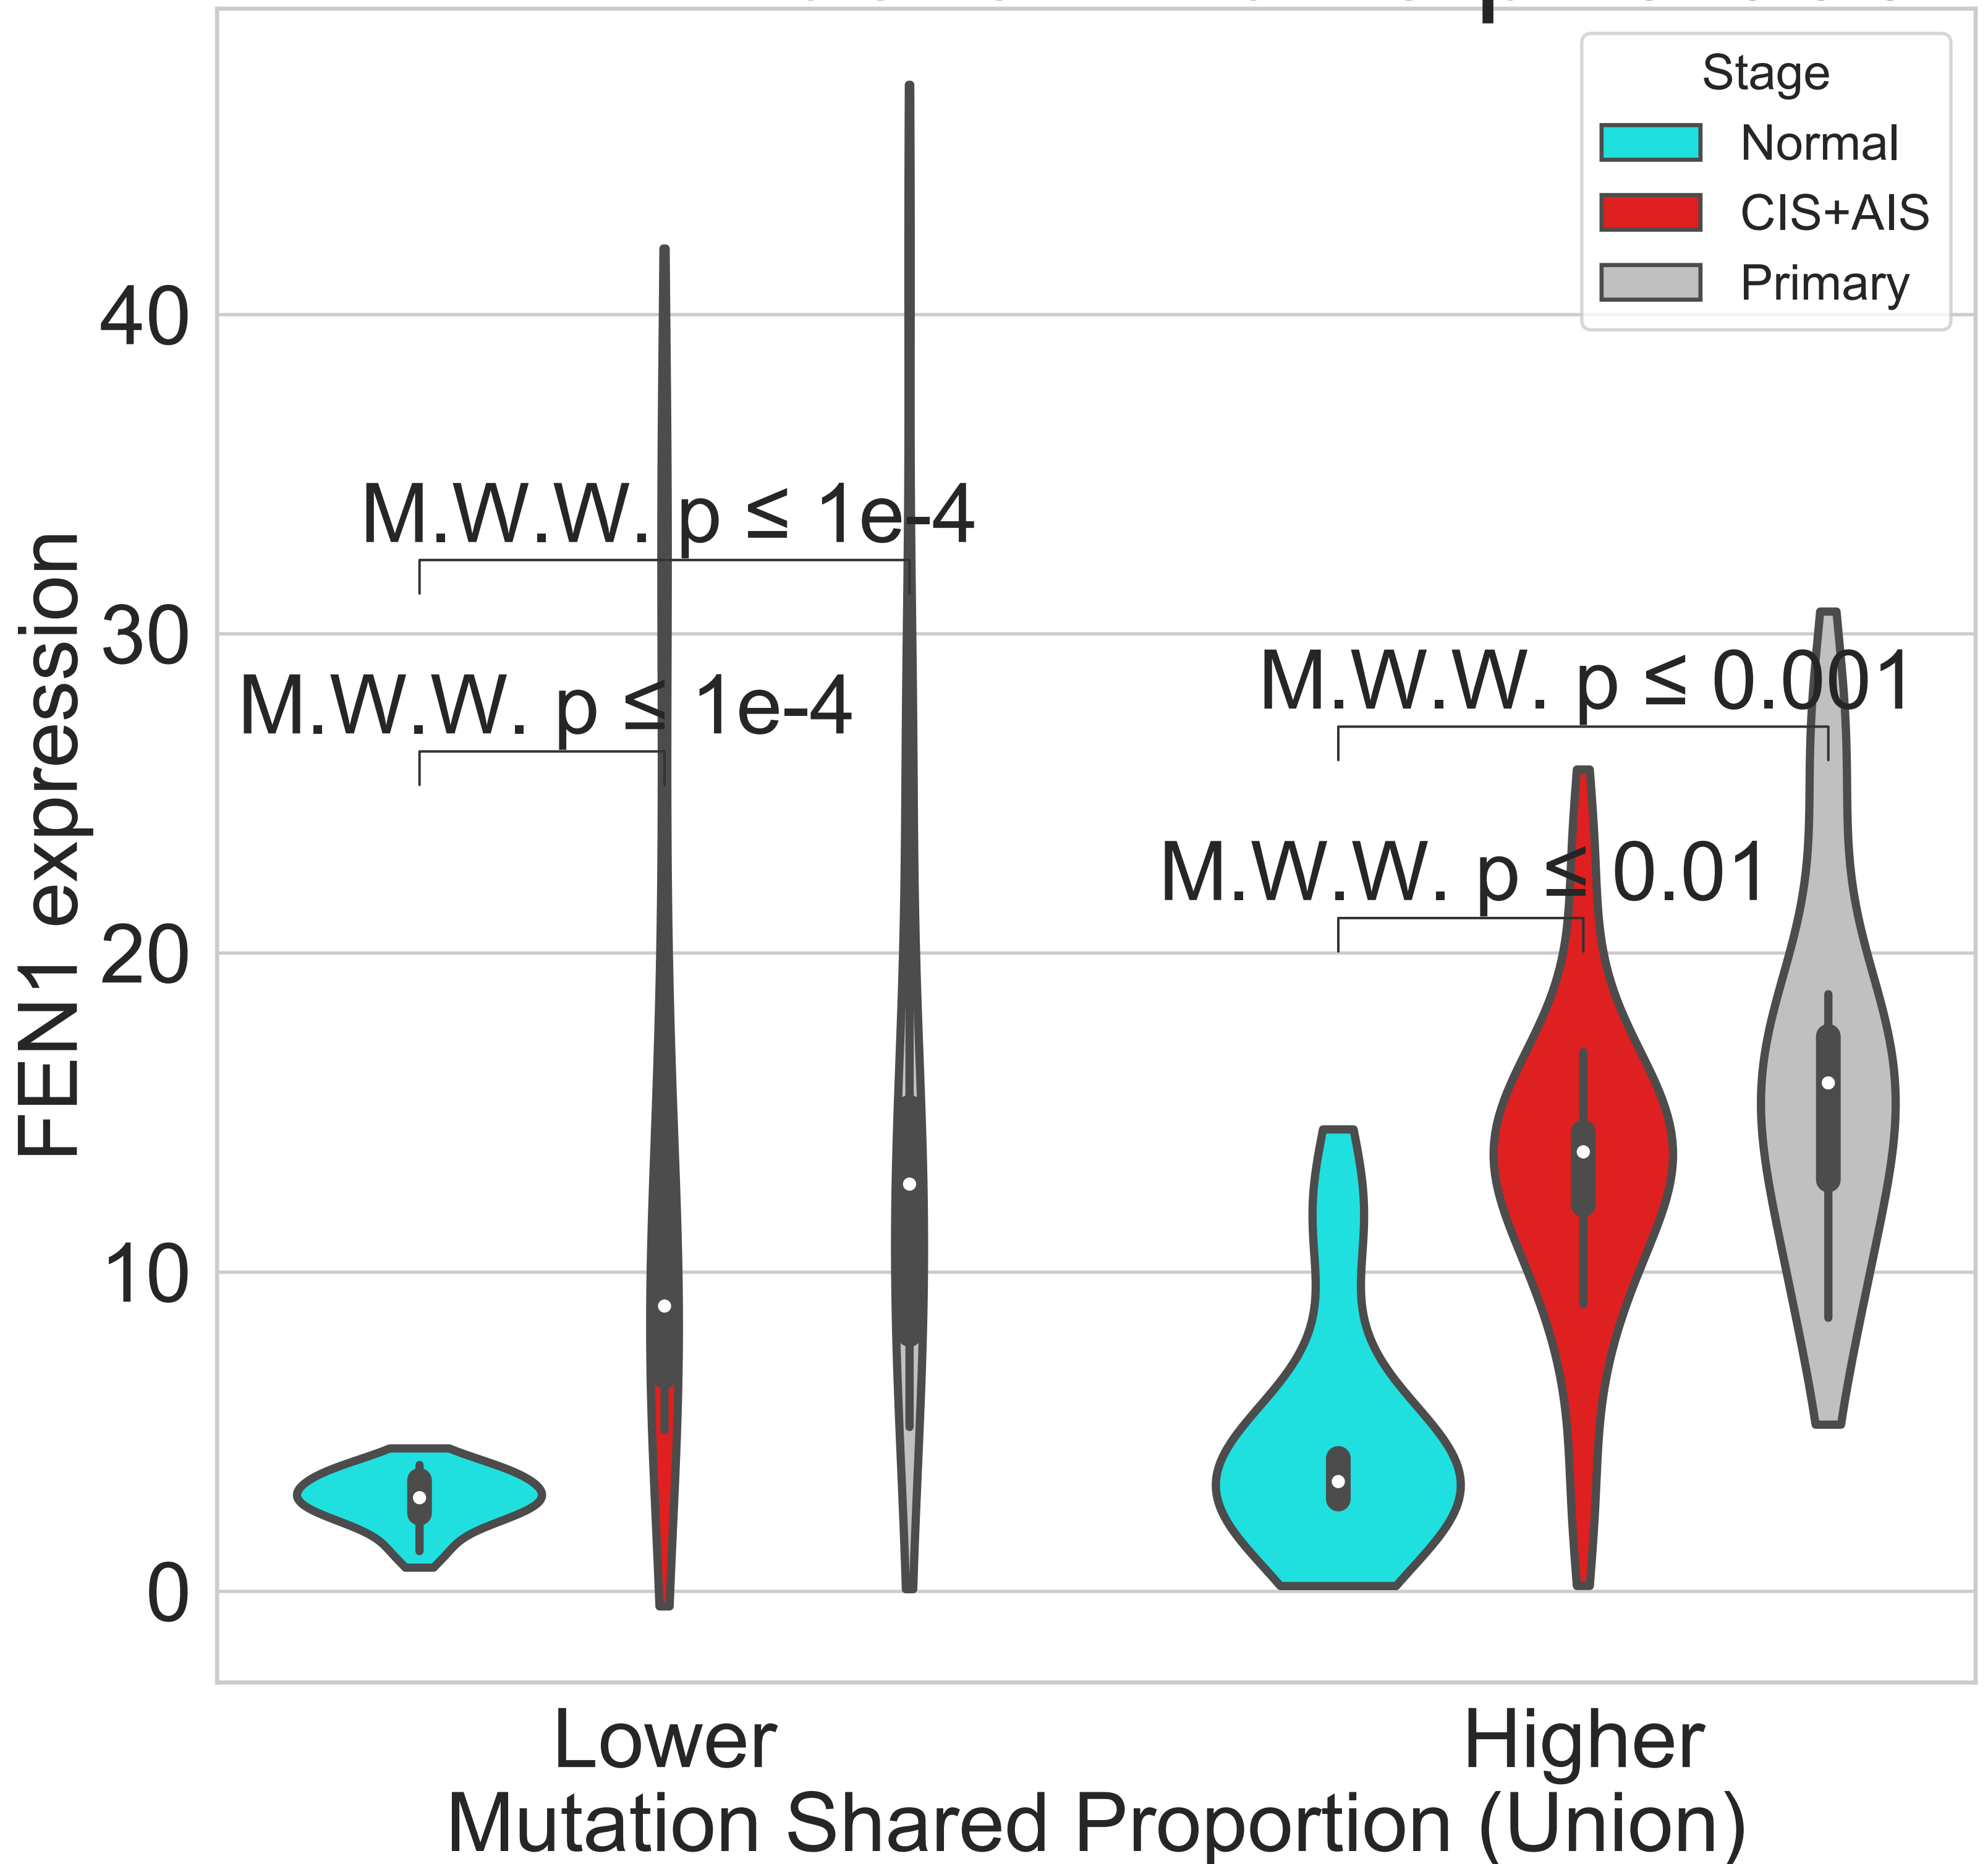 Stage
Normal
CIS+AIS
Primary
40
30
20
10
0
FEN1 expression
M.W.W. p ≤ 1e-4
M.W.W. p ≤ 1e-4
M.W.W. p ≤ 0.001
M.W.W. p ≤ 0.01
Lower
Higher
Mutation Shared Proportion (Union)